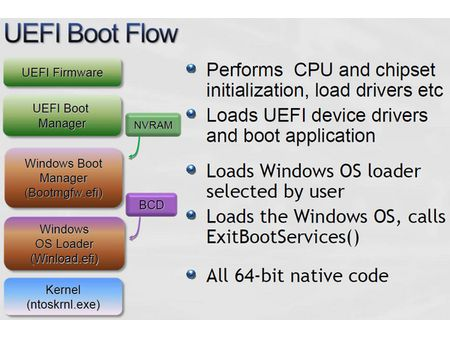 UEFI Boot Flow
UEFI Firmware
UEFI Boot
Manager
NVRAM
Windows Boot
Manager
(Bootmgfw.efi)
BCD
Windows
OS Loader
(Winload.efi)
Kernel
(ntoskrnl.exe)
Performs CPU and chipset
initialization, load drivers etc
Loads UEFI device drivers
and boot application
Loads Windows OS loader
selected by user
Loads the Windows OS, calls
ExitBootServices()
All 64-bit native code